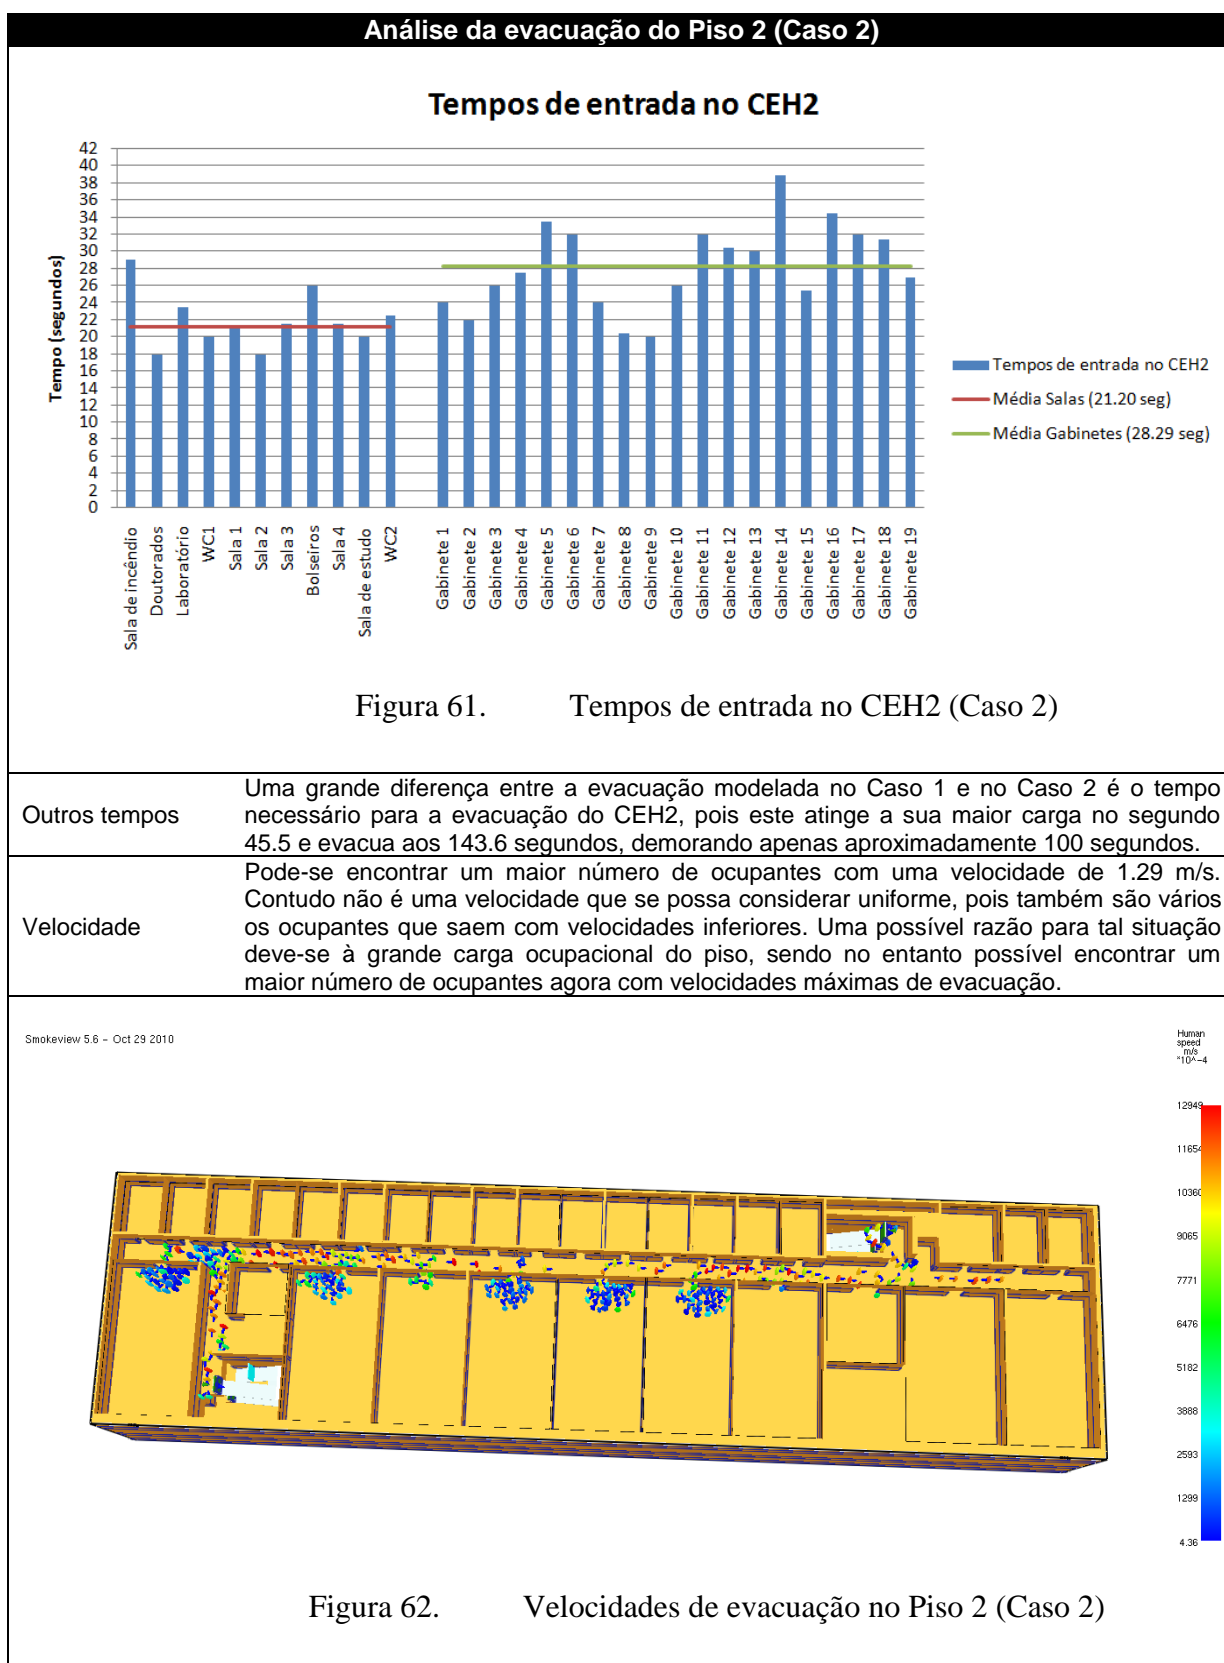 Análise da evacuação do Piso 2 (Caso 2)
Tempos de entrada no CEH2
Tempo (segundos)
42
40
38
36
34
32
30
28
26
24
22
20
18
16
14
12
10
8
6
4
2
0
Sala de incêndio
Doutorados
Laboratório
WC1
Sala 1
Sala 2
Sala 3
Bolseiros
Sala 4
Sala de estudo
WC2
Gabinete 1
Gabinete 2
Gabinete 3
Gabinete 4
Gabinete 5
Gabinete 6
Gabinete 7
Gabinete 8
Gabinete 9
Gabinete 10
Gabinete 11
Gabinete 12
Gabinete 13
Gabinete 14
Gabinete 15
Gabinete 16
Gabinete 17
Gabinete 18
Gabinete 19
Tempos de entrada no CEH2
Média Salas (21.20 seg)
Média Gabinetes (28.29 seg)
Figura 61. Tempos de entrada no CEH2 (Caso 2)
Outros tempos
Uma grande diferença entre a evacuação modelada no Caso 1 e no Caso 2 é o tempo
necessário para a evacuação do CEH2, pois este atinge a sua maior carga no segundo
45.5 e evacua aos 143.6 segundos, demorando apenas aproximadamente 100 segundos.
Velocidade
Pode-se encontrar um maior número de ocupantes com uma velocidade de 1.29 m/s.
Contudo não é uma velocidade que se possa considerar uniforme, pois também são vários
os ocupantes que saem com velocidades inferiores. Uma possível razão para tal situação
deve-se à grande carga ocupacional do piso, sendo no entanto possível encontrar um
maior número de ocupantes agora com velocidades máximas de evacuação.
Smokeview 5.6 - Oct 29 2010
Human
speed
m/s
*10^-4
12949
11654
10360
9065
7771
6476
5182
3888
2593
1299
4.36
Figura 62. Velocidades de evacuação no Piso 2 (Caso 2)